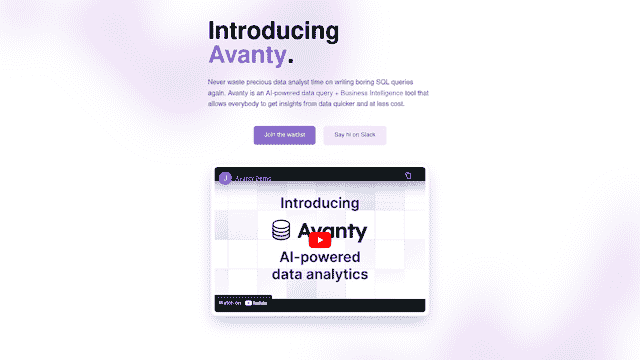 Introducing
Avanty.
Never waste precious data analyst time on writing boring SQL queries
again. Avanty is an AI-powered data query + Business Intelligence tool that
allows everybody to get insights from data quicker and at less cost.
Join the waitlist
Say hi on Slack
J
Avanty Demo
Introducing
Avanty
AI-powered
data analytics
Watch on YouTube